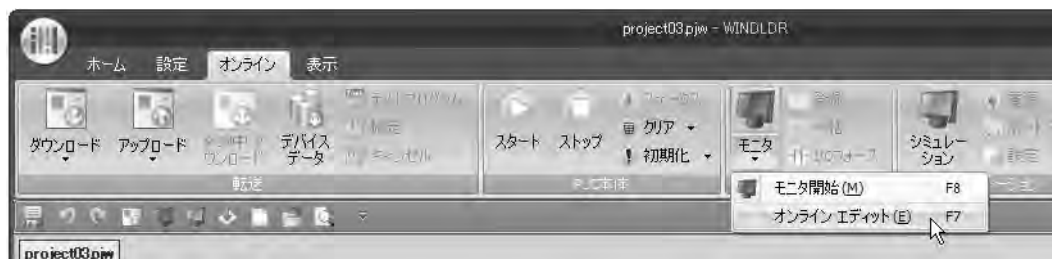 project03.pjw - WINDLDR
ホーム 設定 オンライン 表示
ダウンロード アップロード デバイス データ
転送
スタート ストップ クリア 初期化
PLC本体
モニタ
シミュレーション
モニタ開始(M) F8
オンライン エディット(E) F7
project03.pjw